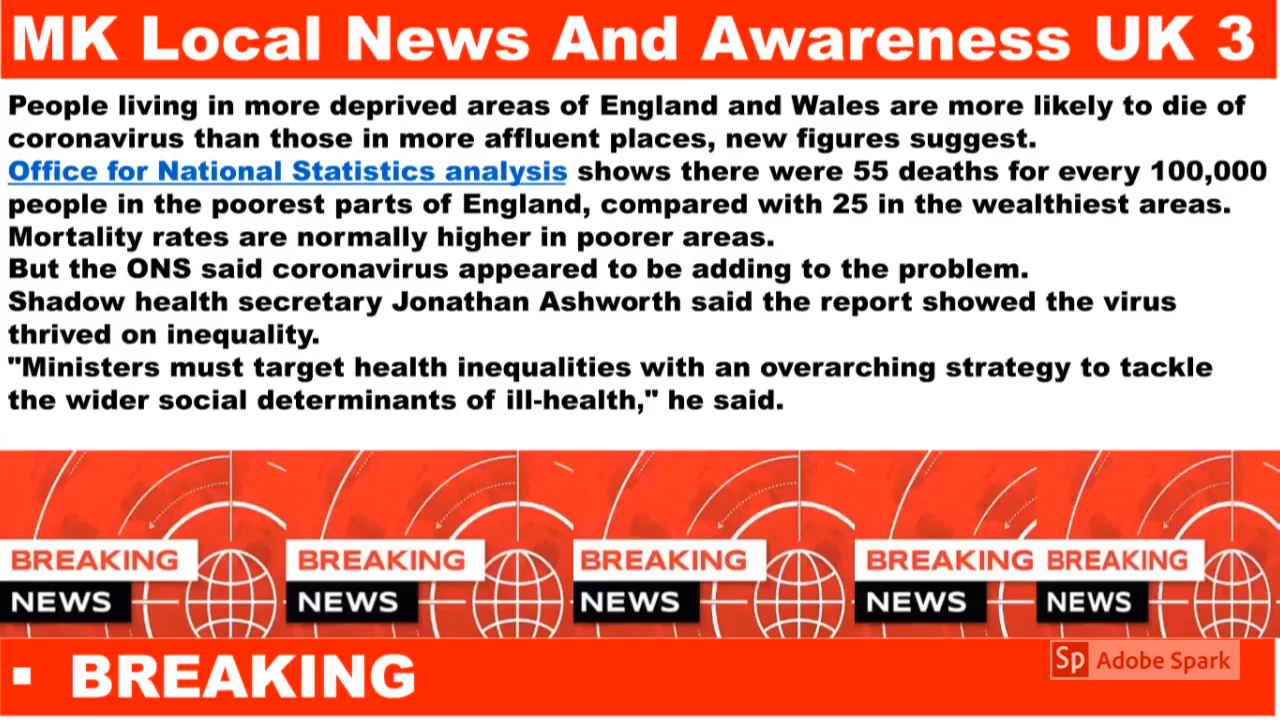 MK Local News And Awareness UK 3
People living in more deprived areas of England and Wales are more likely to die of
coronavirus than those in more affluent places, new figures suggest.
Office for National Statistics analysis shows there were 55 deaths for every 100,000
people in the poorest parts of England, compared with 25 in the wealthiest areas.
Mortality rates are normally higher in poorer areas.
But the ONS said coronavirus appeared to be adding to the problem.
Shadow health secretary Jonathan Ashworth said the report showed the virus
thrived on inequality.
"Ministers must target health inequalities with an overarching strategy to tackle
the wider social determinants of ill-health," he said.
BREAKING BREAKING BREAKING BREAKING BREAKING
NEWS NEWS NEWS NEWS NEWS
▪ BREAKING
Sp Adobe Spark